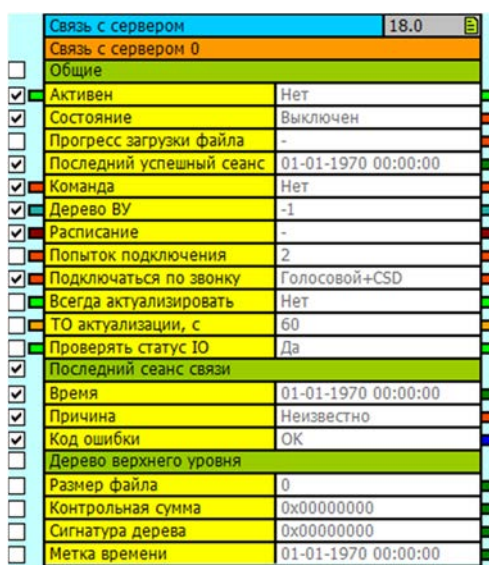 Связь с сервером 18.0
Связь с сервером 0
Общие
Активен Нет
Состояние Выключен
Прогресс загрузки файла -
Последний успешный сеанс 01-01-1970 00:00:00
Команда Нет
Дерево ВУ -1
Расписание -
Попыток подключения 2
Подключаться по звонку Голосовой+CSD
Всегда актуализировать Нет
ТО актуализации, с 60
Проверять статус IO Да
Последний сеанс связи
Время 01-01-1970 00:00:00
Причина Неизвестно
Код ошибки OK
Дерево верхнего уровня
Размер файла 0
Контрольная сумма 0x00000000
Сигнатура дерева 0x00000000
Метка времени 01-01-1970 00:00:00